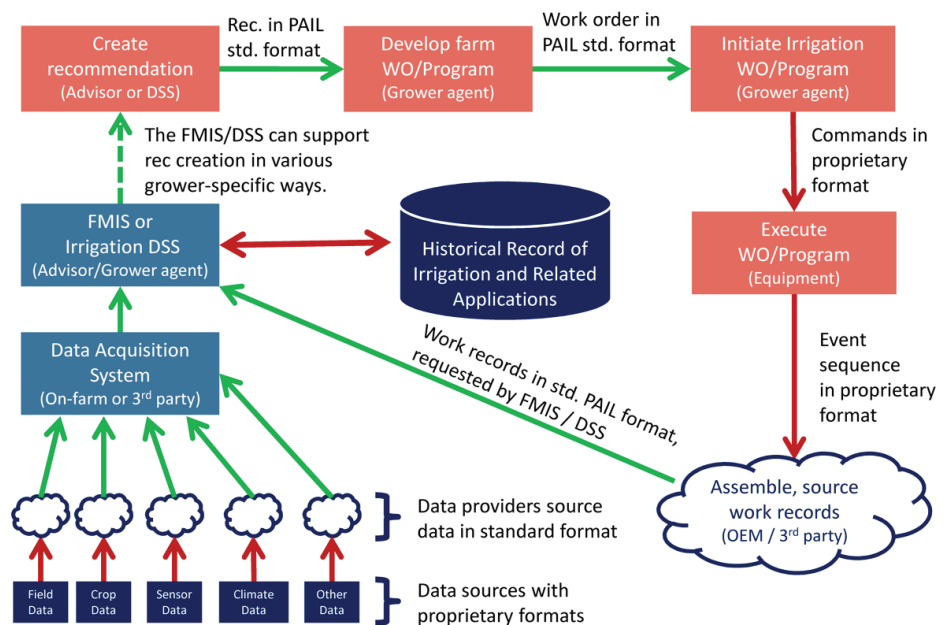 Create
recommendation
(Advisor or DSS)
Rec. in PAIL
std. format
Develop farm
WO/Program
(Grower agent)
Work order in
PAIL std. format
Initiate Irrigation
WO/Program
(Grower agent)
The FMIS/DSS can support
rec creation in various
grower-specific ways.
Commands in
proprietary
format
FMIS or
Irrigation DSS
(Advisor/Grower agent)
Historical Record of
Irrigation and Related
Applications
Execute
WO/Program
(Equipment)
Data Acquisition
System
(On-farm or 3rd party)
Work records in std. PAIL format,
requested by FMIS / DSS
Event
sequence
in proprietary
format
Assemble, source
work records
(OEM / 3rd party)
Data providers source
data in standard format
Field
Data
Crop
Data
Sensor
Data
Climate
Data
Other
Data
Data sources with
proprietary formats